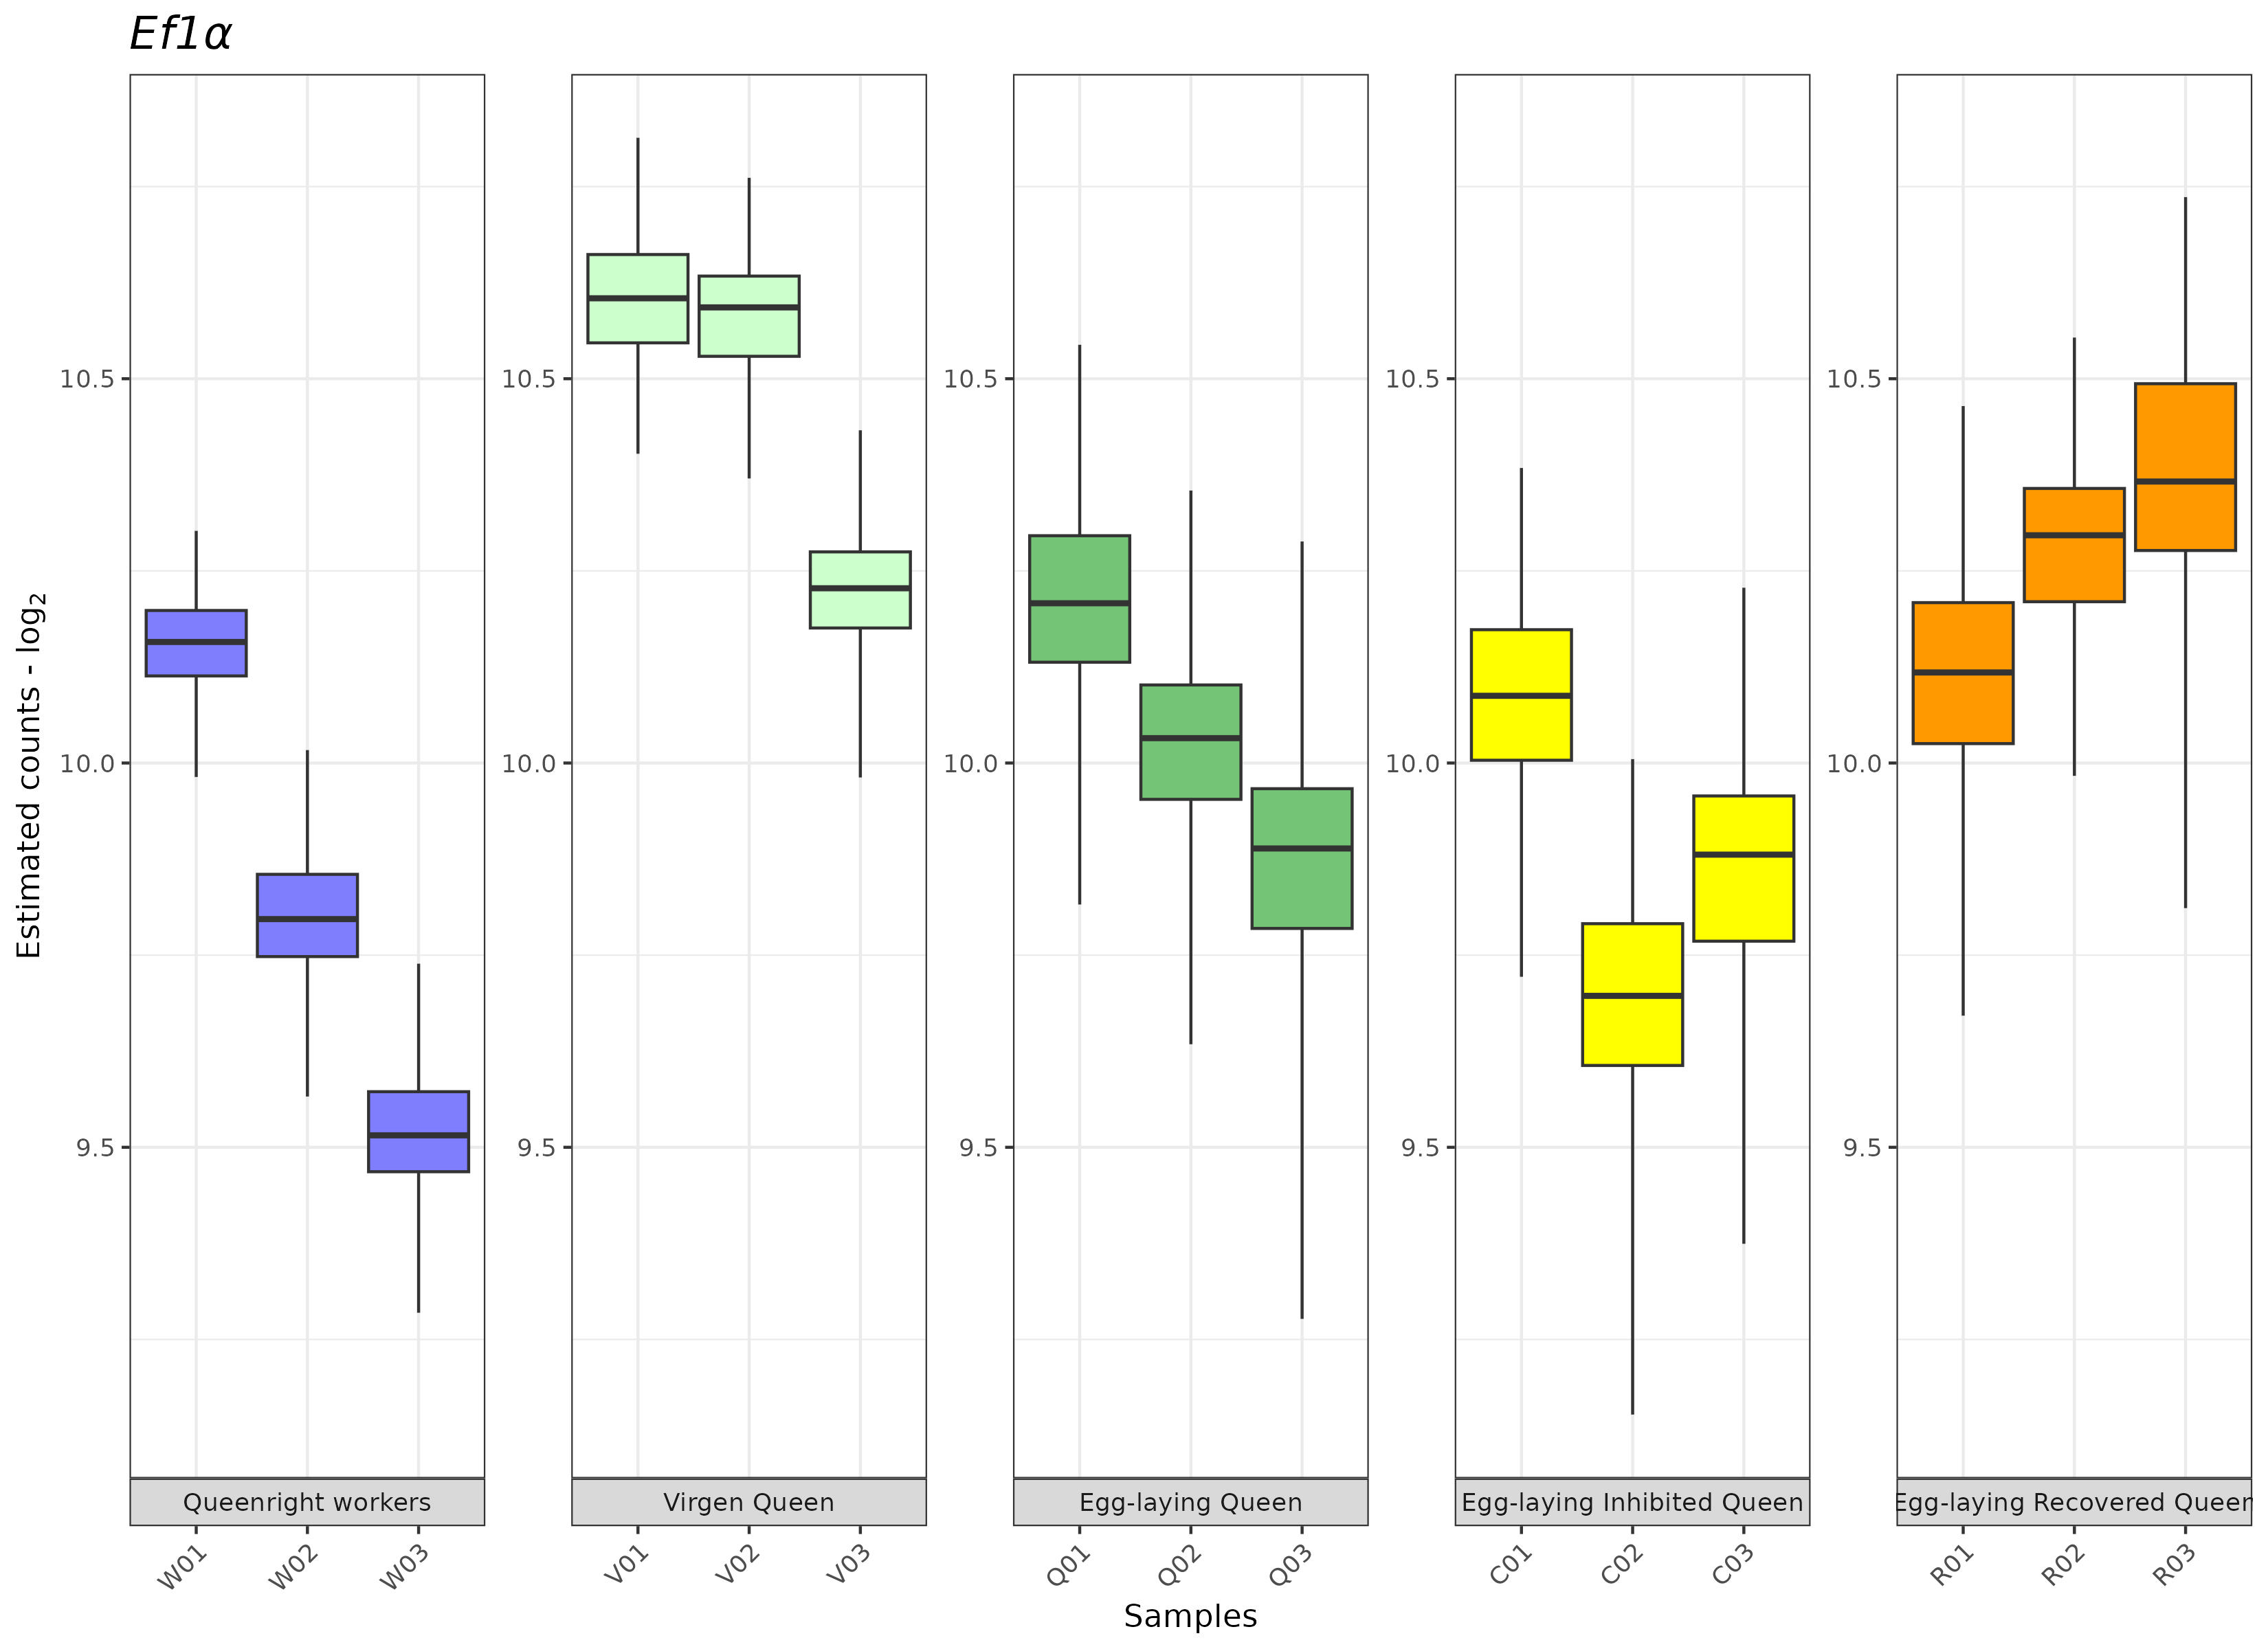 Ef1α
Estimated counts - log₂
10.5
10.0
9.5
10.5
10.0
9.5
10.5
10.0
9.5
10.5
10.0
9.5
10.5
10.0
9.5
Queenright workers
Virgen Queen
Egg-laying Queen
Egg-laying Inhibited Queen
Egg-laying Recovered Queen
W01 W02 W03
V01 V02 V03
Q01 Q02 Q03
C01 C02 C03
R01 R02 R03
Samples